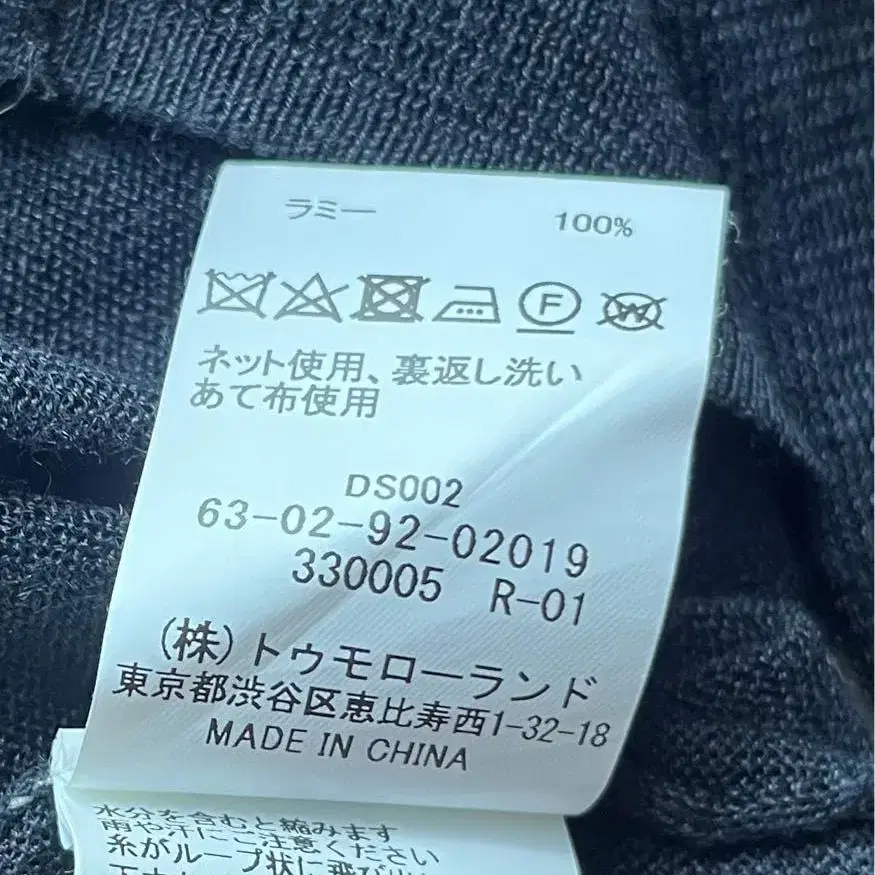 ラミー 100%
F W
ネット使用、裏返し洗い
あて布使用
DS002
63-02-92-02019
330005 R-01
(株)トゥモローランド
東京都渋谷区恵比寿西1-32-18
MADE IN CHINA
水分を含むと縮みます
雨や汗にご注意ください
糸がループ状に飛び出